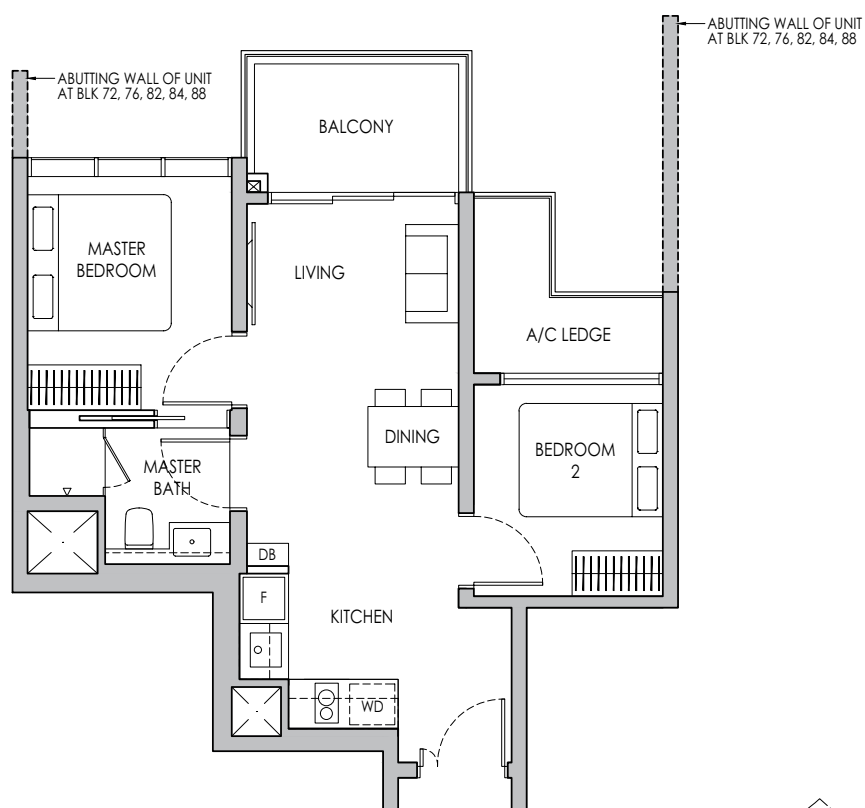 ABUTTING WALL OF UNIT
AT BLK 72, 76, 82, 84, 88
ABUTTING WALL OF UNIT
AT BLK 72, 76, 82, 84, 88
BALCONY
MASTER
BEDROOM
LIVING
A/C LEDGE
DINING
BEDROOM
2
MASTER
BATH
DB
F
KITCHEN
WD